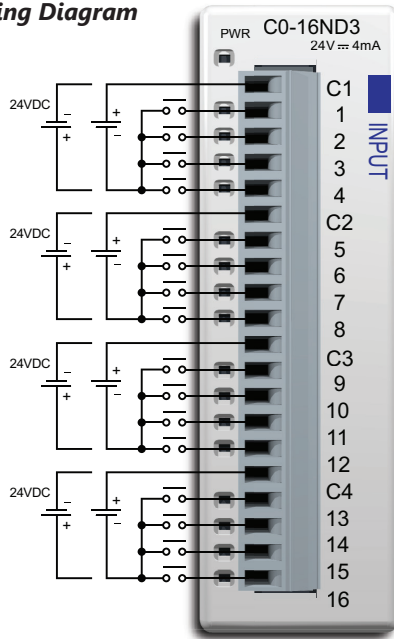 ing Diagram
PWR
C0-16ND3
24V ⎓ 4mA
INPUT
C1
1
2
3
4
C2
5
6
7
8
C3
9
10
11
12
C4
13
14
15
16
24VDC
−
+
+
−
24VDC
−
+
+
−
24VDC
−
+
+
−
24VDC
−
+
+
−